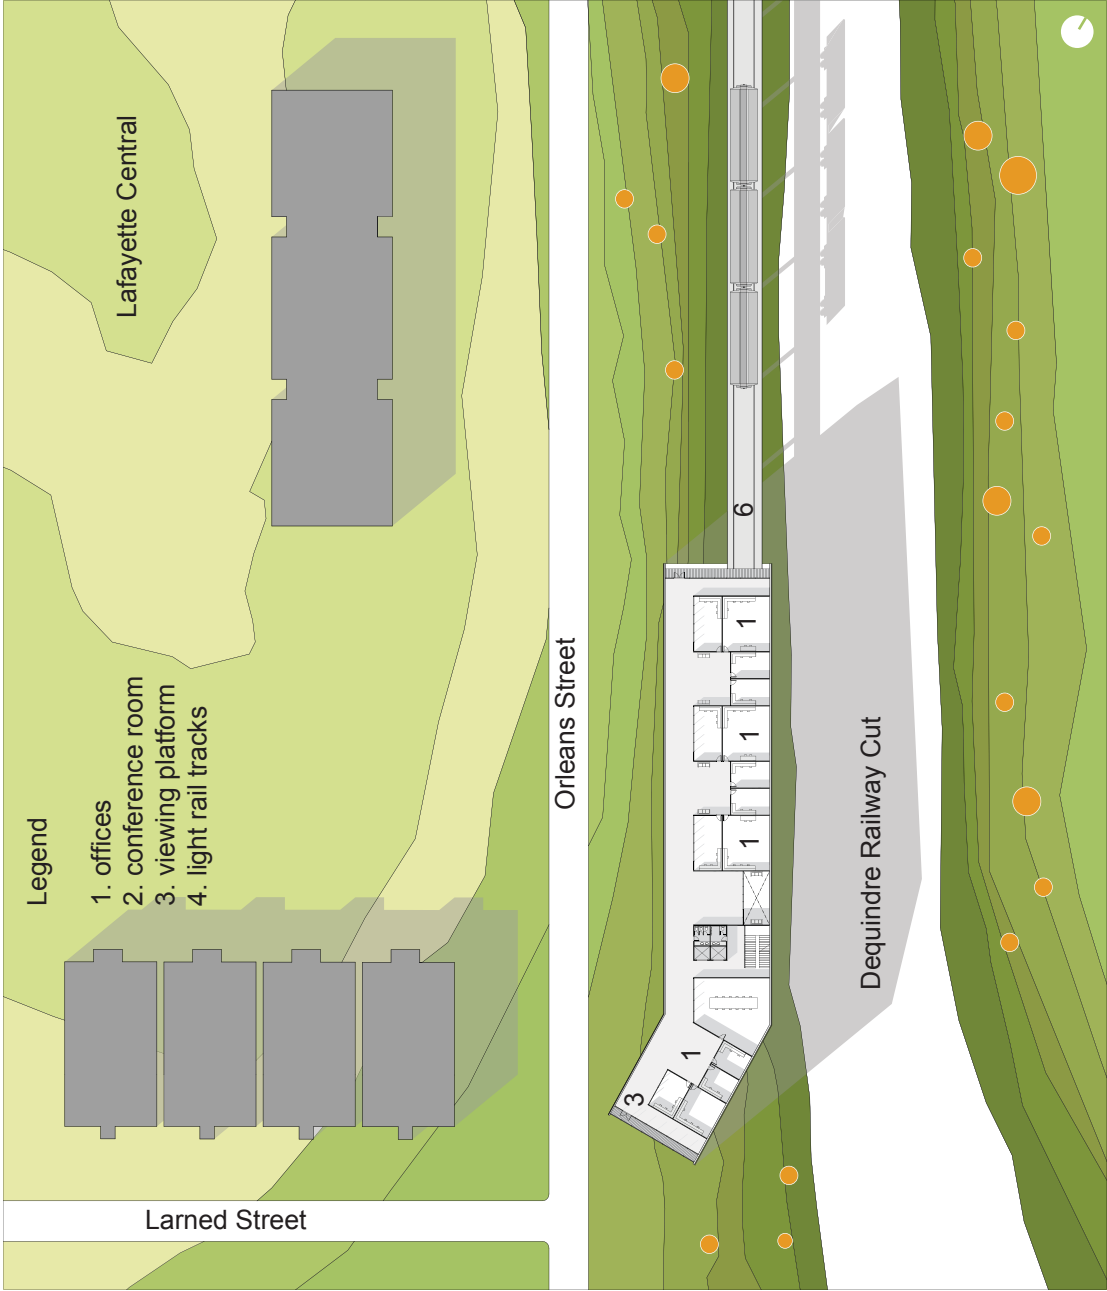 Lafayette Central
Legend
1. offices
2. conference room
3. viewing platform
4. light rail tracks
Larned Street
Orleans Street
Dequindre Railway Cut
6
1
1
1
1
3